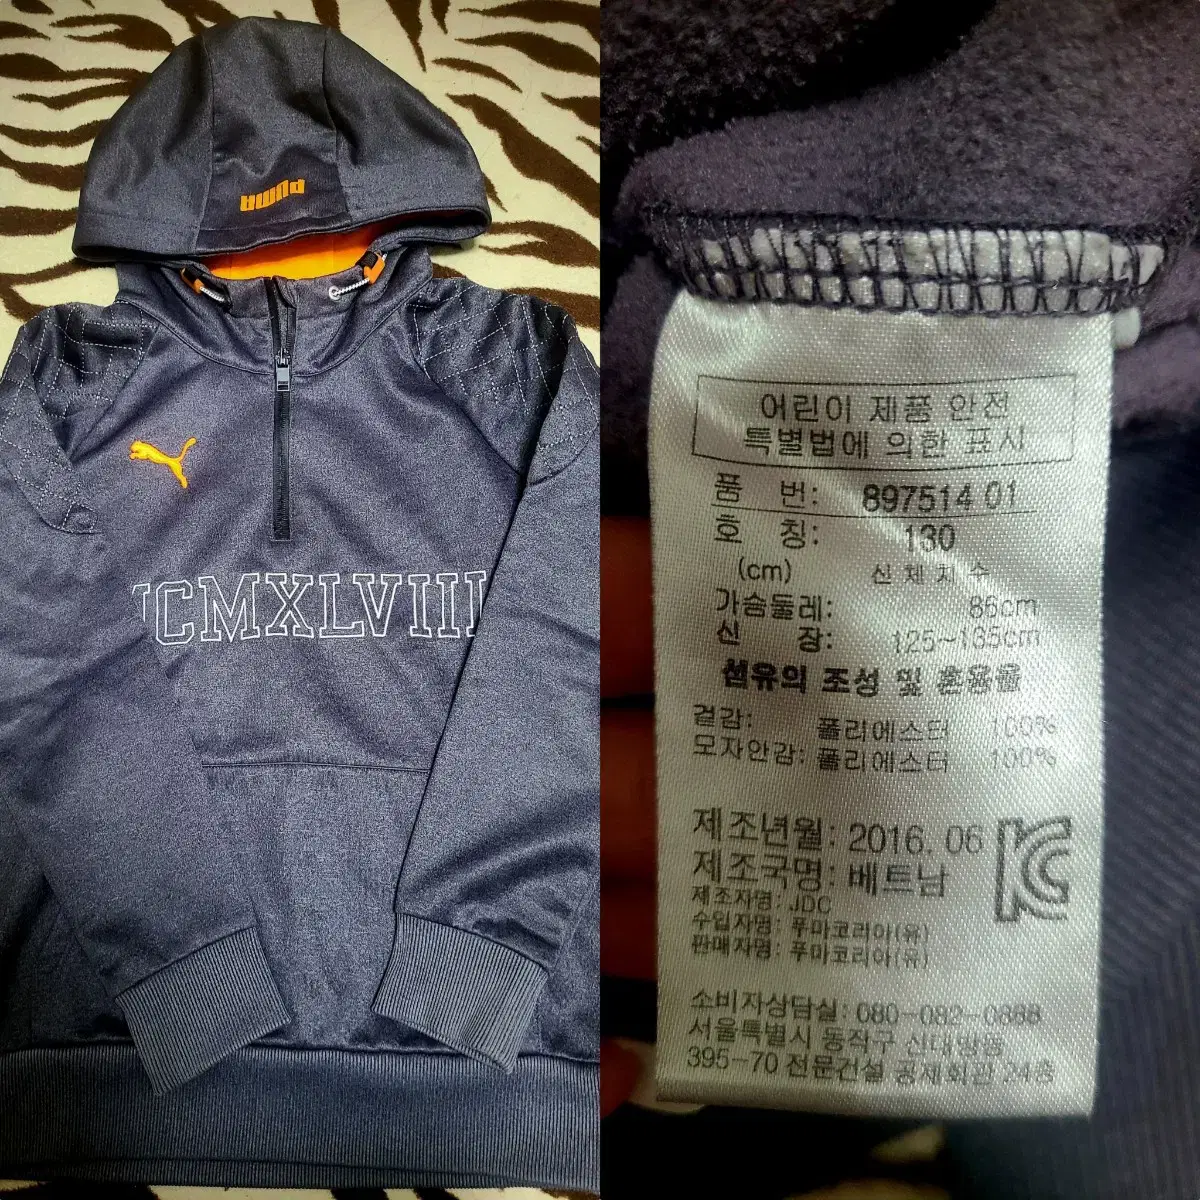 PUMA
CMXLVIII
어린이 제품 안전
특별법에 의한 표시
품 번: 897514 01
호 칭: 130
(cm) 신체치수
가슴둘레: 86cm
신 장: 125~135cm
섬유의 조성 및 혼용율
겉감: 폴리에스터 100%
모자안감: 폴리에스터 100%
제조년월: 2016. 06
제조국명: 베트남
제조자명: JDC
수입자명: 푸마코리아(유)
판매자명: 푸마코리아(유)
소비자상담실: 080-082-0888
서울특별시 동작구 신대방동
395-70 전문건설 공제회관 24층